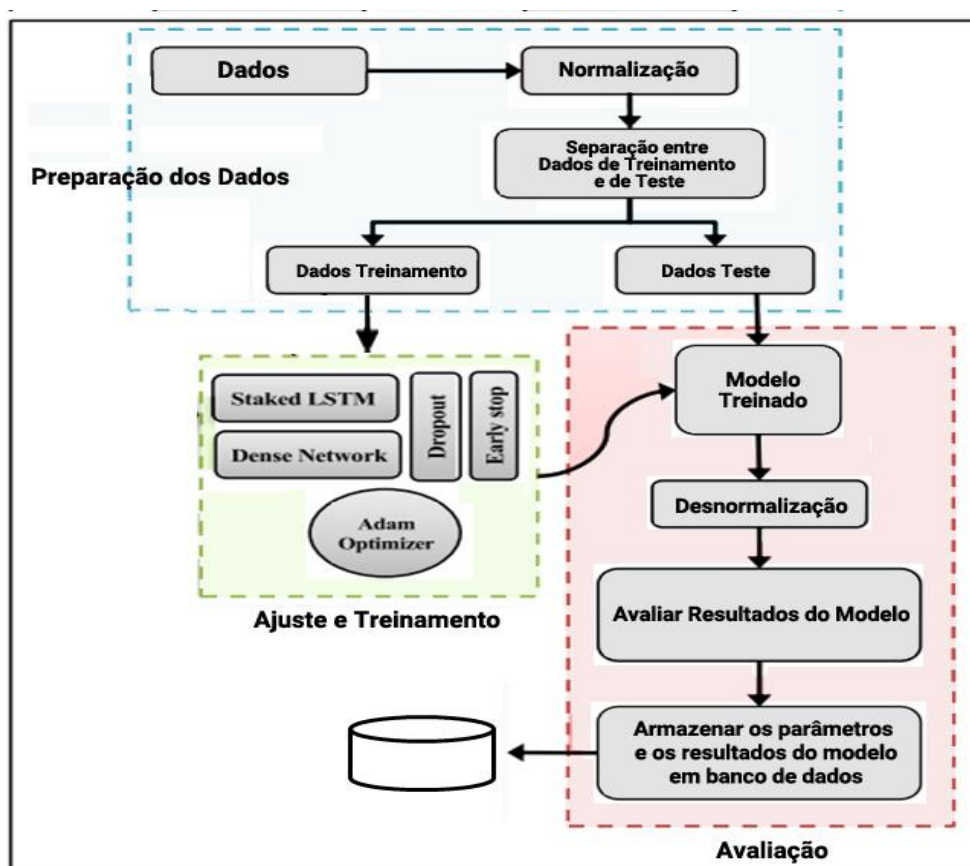 Dados
Normalização
Separação entre
Dados de Treinamento
e de Teste
Preparação dos Dados
Dados Treinamento
Dados Teste
Staked LSTM
Dense Network
Dropout
Early stop
Adam
Optimizer
Ajuste e Treinamento
Modelo
Treinado
Desnormalização
Avaliar Resultados do Modelo
Armazenar os parâmetros
e os resultados do modelo
em banco de dados
Avaliação